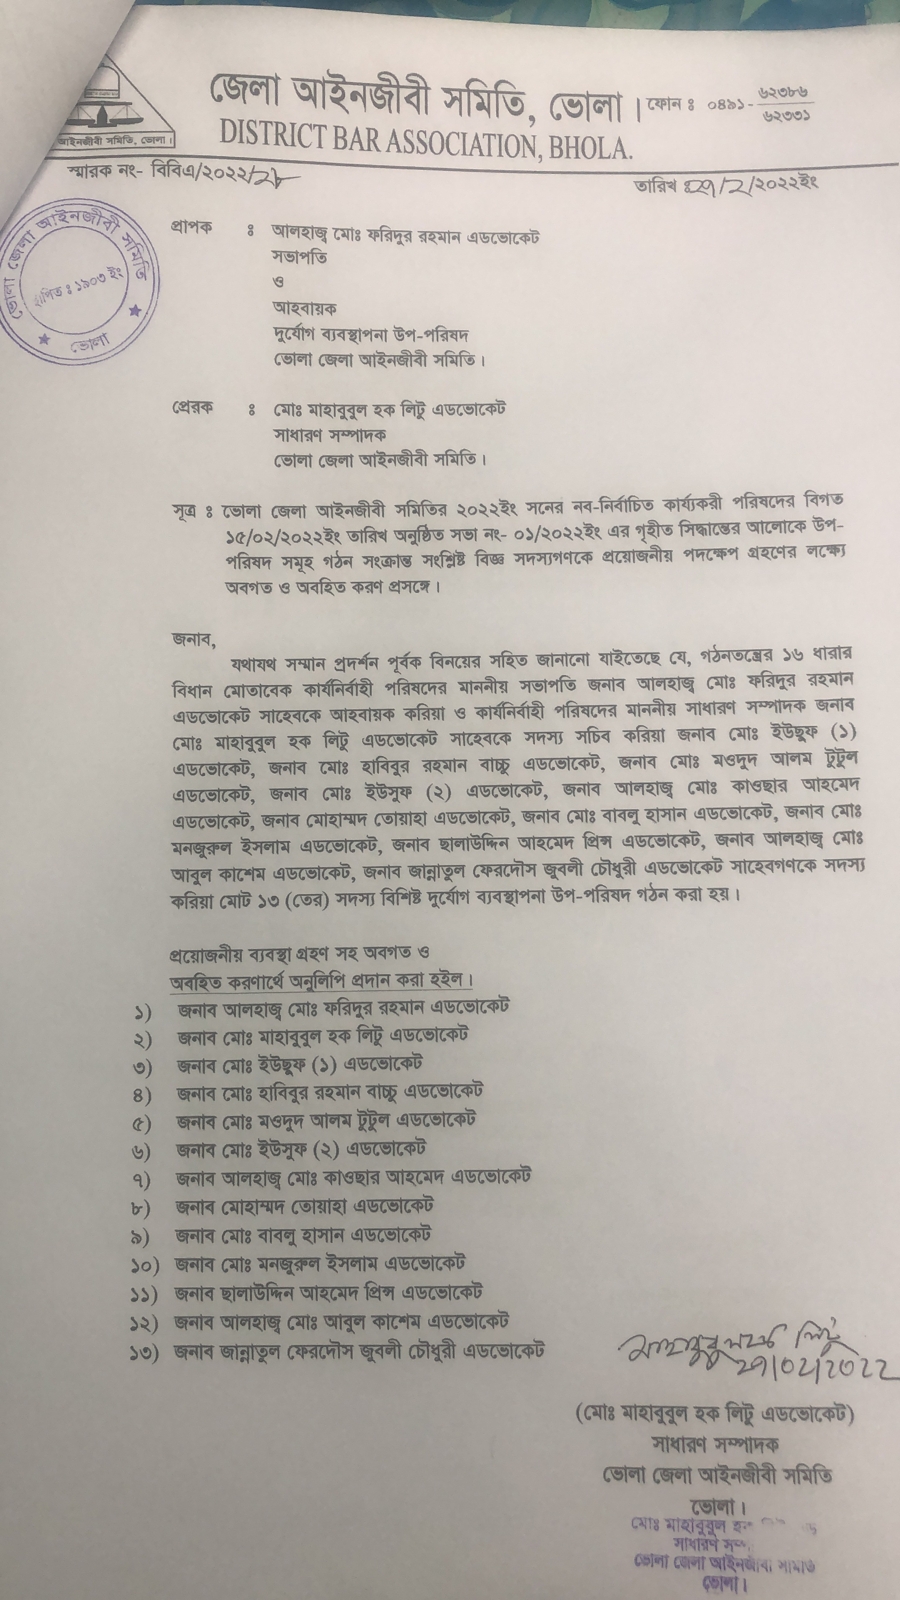 জেলা আইনজীবী সমিতি, ভোলা। ফোন ঃ ০৪৯১-৬২৩৮৬
৬২৩৩১
DISTRICT BAR ASSOCIATION, BHOLA.
আইনজীবী সমিতি, ভোলা।
স্মারক নং- বিবিএ/২০২২/২৮
তারিখ ঃ২৭/২/২০২২ইং
ভোলা জেলা আইনজীবী সমিতি
স্থাপিত ঃ ১৯০৩ ইং
ভোলা
প্রাপক ঃ আলহাজ্ব মোঃ ফরিদুর রহমান এডভোকেট
সভাপতি
ও
আহবায়ক
দুর্যোগ ব্যবস্থাপনা উপ-পরিষদ
ভোলা জেলা আইনজীবী সমিতি।
প্রেরক ঃ মোঃ মাহাবুবুল হক লিটু এডভোকেট
সাধারণ সম্পাদক
ভোলা জেলা আইনজীবী সমিতি।
সূত্র ঃ ভোলা জেলা আইনজীবী সমিতির ২০২২ইং সনের নব-নির্বাচিত কার্য্যকরী পরিষদের বিগত
১৫/০২/২০২২ইং তারিখ অনুষ্ঠিত সভা নং- ০১/২০২২ইং এর গৃহীত সিদ্ধান্তের আলোকে উপ-
পরিষদ সমূহ গঠন সংক্রান্ত সংশ্লিষ্ট বিজ্ঞ সদস্যগণকে প্রয়োজনীয় পদক্ষেপ গ্রহণের লক্ষ্যে
অবগত ও অবহিত করণ প্রসঙ্গে।
জনাব,
যথাযথ সম্মান প্রদর্শন পূর্বক বিনয়ের সহিত জানানো যাইতেছে যে, গঠনতন্ত্রের ১৬ ধারার
বিধান মোতাবেক কার্যনির্বাহী পরিষদের মাননীয় সভাপতি জনাব আলহাজ্ব মোঃ ফরিদুর রহমান
এডভোকেট সাহেবকে আহবায়ক করিয়া ও কার্যনির্বাহী পরিষদের মাননীয় সাধারণ সম্পাদক জনাব
মোঃ মাহাবুবুল হক লিটু এডভোকেট সাহেবকে সদস্য সচিব করিয়া জনাব মোঃ ইউছুফ (১)
এডভোকেট, জনাব মোঃ হাবিবুর রহমান বাচ্চু এডভোকেট, জনাব মোঃ মওদুদ আলম টুটুল
এডভোকেট, জনাব মোঃ ইউসুফ (২) এডভোকেট, জনাব আলহাজ্ব মোঃ কাওছার আহমেদ
এডভোকেট, জনাব মোহাম্মদ তোয়াহা এডভোকেট, জনাব মোঃ বাবলু হাসান এডভোকেট, জনাব মোঃ
মনজুরুল ইসলাম এডভোকেট, জনাব ছালাউদ্দিন আহমেদ প্রিন্স এডভোকেট, জনাব আলহাজ্ব মোঃ
আবুল কাশেম এডভোকেট, জনাব জান্নাতুল ফেরদৌস জুবলী চৌধুরী এডভোকেট সাহেবগণকে সদস্য
করিয়া মোট ১৩ (তের) সদস্য বিশিষ্ট দুর্যোগ ব্যবস্থাপনা উপ-পরিষদ গঠন করা হয়।
প্রয়োজনীয় ব্যবস্থা গ্রহণ সহ অবগত ও
অবহিত করণার্থে অনুলিপি প্রদান করা হইল।
১) জনাব আলহাজ্ব মোঃ ফরিদুর রহমান এডভোকেট
২) জনাব মোঃ মাহাবুবুল হক লিটু এডভোকেট
৩) জনাব মোঃ ইউছুফ (১) এডভোকেট
৪) জনাব মোঃ হাবিবুর রহমান বাচ্চু এডভোকেট
৫) জনাব মোঃ মওদুদ আলম টুটুল এডভোকেট
৬) জনাব মোঃ ইউসুফ (২) এডভোকেট
৭) জনাব আলহাজ্ব মোঃ কাওছার আহমেদ এডভোকেট
৮) জনাব মোহাম্মদ তোয়াহা এডভোকেট
৯) জনাব মোঃ বাবলু হাসান এডভোকেট
১০) জনাব মোঃ মনজুরুল ইসলাম এডভোকেট
১১) জনাব ছালাউদ্দিন আহমেদ প্রিন্স এডভোকেট
১২) জনাব আলহাজ্ব মোঃ আবুল কাশেম এডভোকেট
১৩) জনাব জান্নাতুল ফেরদৌস জুবলী চৌধুরী এডভোকেট
মাহাবুবুল হক লিটু
২৭/০২/২০২২
(মোঃ মাহাবুবুল হক লিটু এডভোকেট)
সাধারণ সম্পাদক
ভোলা জেলা আইনজীবী সমিতি
ভোলা।
মোঃ মাহাবুবুল
সাধারণ
ভোলা জেলা আইনজীবী সমিতি
ভোলা।